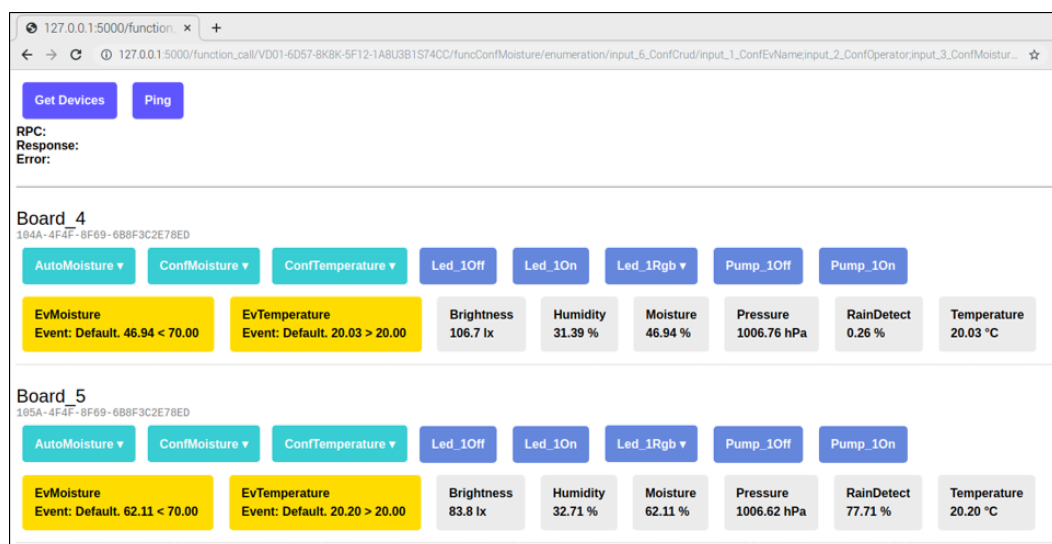 127.0.0.1:5000/function_
127.0.0.1:5000/function_call/VD01-6D57-8K8K-5F12-1A8U3B1S74CC/funcConfMoisture/enumeration/input_6_ConfCrud/input_1_ConfEvName;input_2_ConfOperator;input_3_ConfMoistur...
Get Devices Ping
RPC:
Response:
Error:
Board_4
104A-4F4F-8F69-6B8F3C2E78ED
AutoMoisture ▾ ConfMoisture ▾ ConfTemperature ▾ Led_1Off Led_1On Led_1Rgb ▾ Pump_1Off Pump_1On
EvMoisture EvTemperature Brightness Humidity Moisture Pressure RainDetect Temperature
Event: Default. 46.94 < 70.00 Event: Default. 20.03 > 20.00 106.7 lx 31.39 % 46.94 % 1006.76 hPa 0.26 % 20.03 °C
Board_5
105A-4F4F-8F69-6B8F3C2E78ED
AutoMoisture ▾ ConfMoisture ▾ ConfTemperature ▾ Led_1Off Led_1On Led_1Rgb ▾ Pump_1Off Pump_1On
EvMoisture EvTemperature Brightness Humidity Moisture Pressure RainDetect Temperature
Event: Default. 62.11 < 70.00 Event: Default. 20.20 > 20.00 83.8 lx 32.71 % 62.11 % 1006.62 hPa 77.71 % 20.20 °C